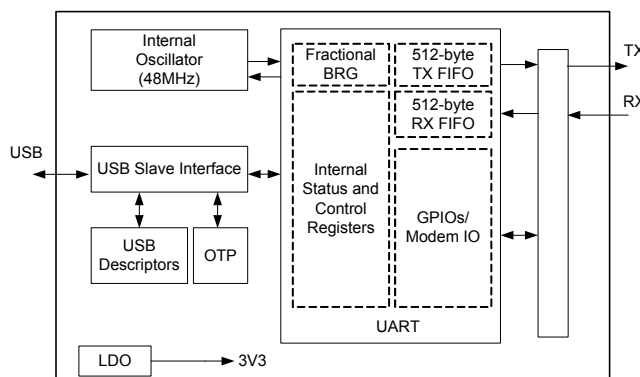 Internal
Oscillator
(48MHz)
Fractional
BRG
512-byte
TX FIFO
TX
512-byte
RX FIFO
RX
USB
USB Slave Interface
Internal
Status and
Control
Registers
GPIOs/
Modem IO
USB
Descriptors
OTP
UART
LDO
3V3